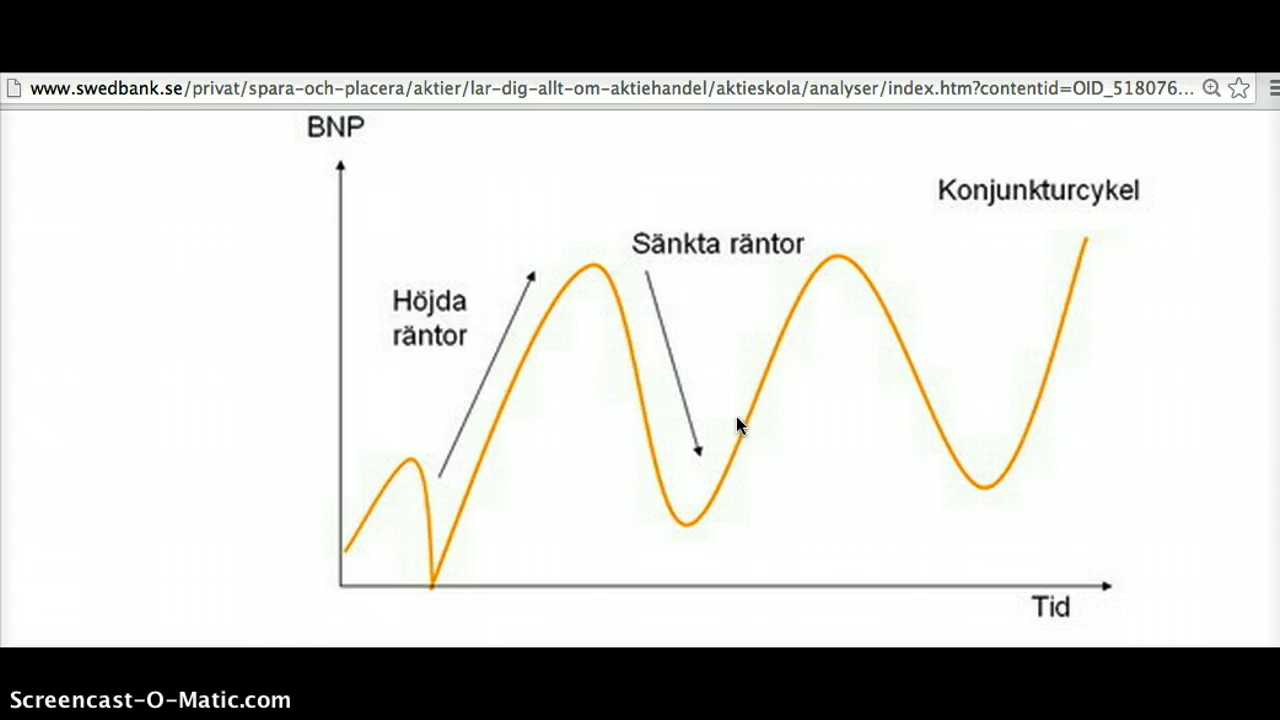 www.swedbank.se/privat/spara-och-placera/aktier/lar-dig-allt-om-aktiehandel/aktieskola/analyser/index.htm?contentid=OID_518076...
BNP
Konjunkturcykel
Sänkta räntor
Höjda
räntor
Tid
Screencast-O-Matic.com